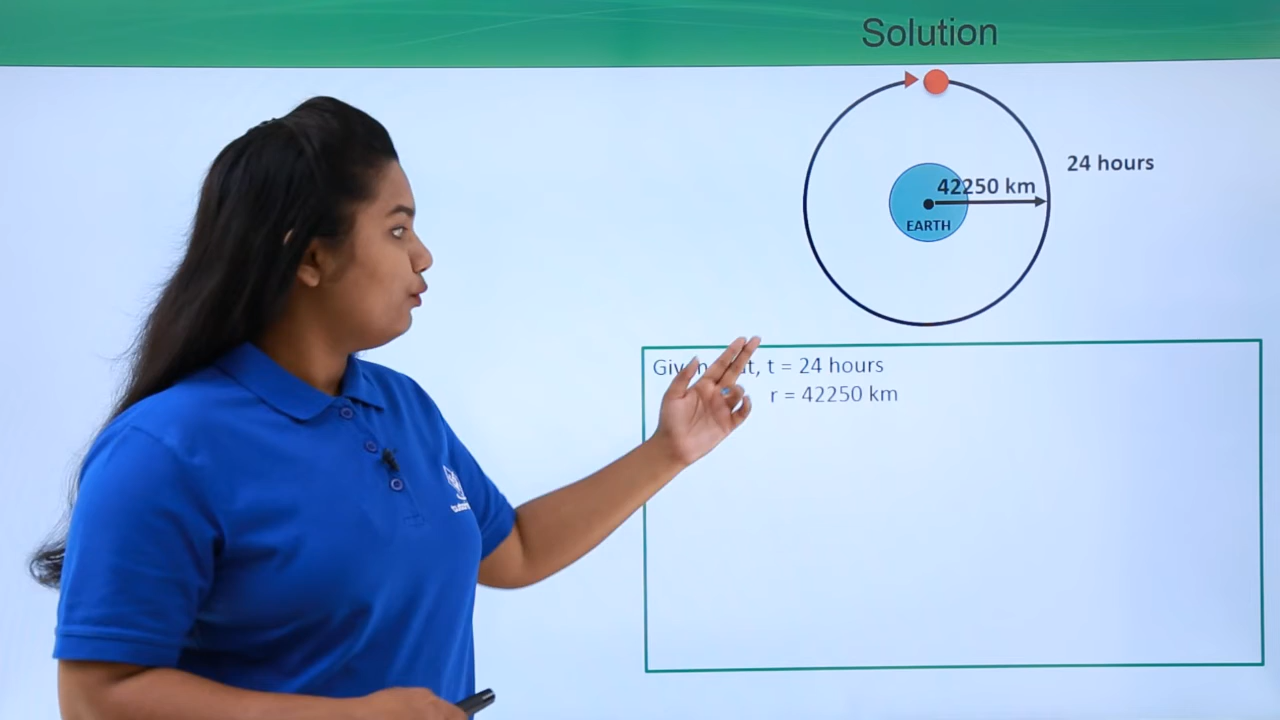 Solution
24 hours
42250 km
EARTH
t = 24 hours
r = 42250 km